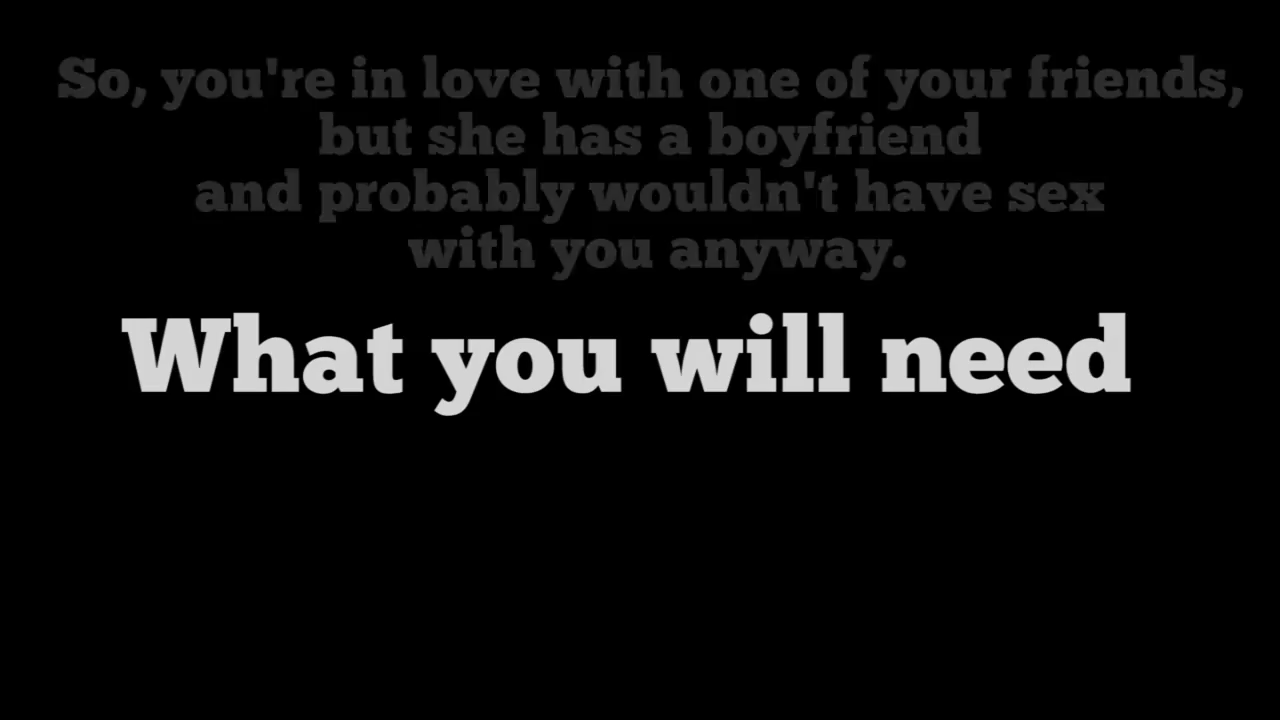 So, you're in love with one of your friends,
but she has a boyfriend
and probably wouldn't have sex
with you anyway.
What you will need